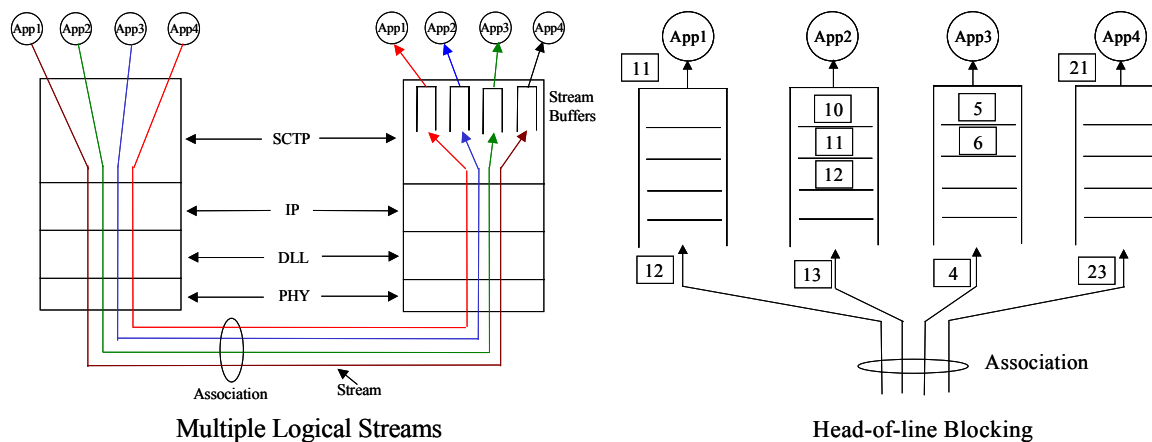 App1 App2 App3 App4
App1 App2 App3 App4
Stream
Buffers
SCTP
IP
DLL
PHY
Association
Stream
Multiple Logical Streams
App1 App2 App3 App4
11 21
10 5
11 6
12
12 13 4 23
Association
Head-of-line Blocking